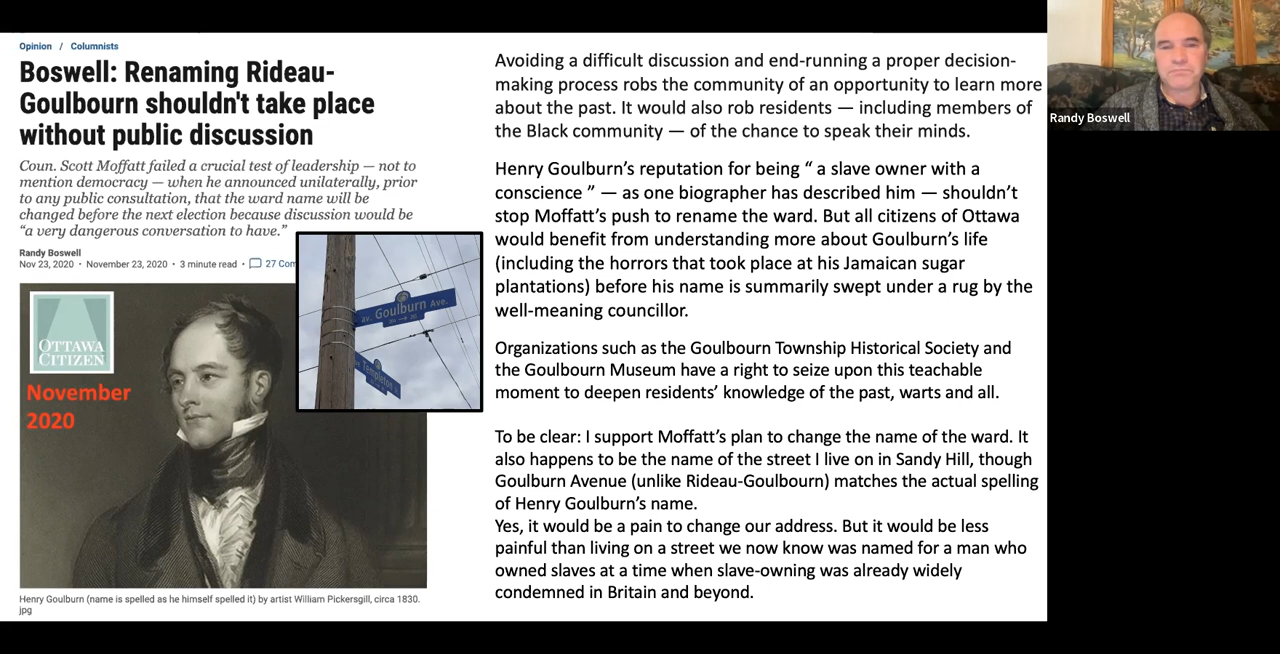 Opinion / Columnists
Boswell: Renaming Rideau-
Goulbourn shouldn't take place
without public discussion
Coun. Scott Moffatt failed a crucial test of leadership — not to
mention democracy — when he announced unilaterally, prior
to any public consultation, that the ward name will be
changed before the next election because discussion would be
“a very dangerous conversation to have.”
Randy Boswell
Nov 23, 2020 • November 23, 2020 • 3 minute read • 27 Com
OTTAWA
CITIZEN
November
2020
av. Goulburn Ave.
Templeton
Henry Goulburn (name is spelled as he himself spelled it) by artist William Pickersgill, circa 1830.
jpg
Avoiding a difficult discussion and end-running a proper decision-
making process robs the community of an opportunity to learn more
about the past. It would also rob residents — including members of
the Black community — of the chance to speak their minds.
Henry Goulburn’s reputation for being “ a slave owner with a
conscience ” — as one biographer has described him — shouldn’t
stop Moffatt’s push to rename the ward. But all citizens of Ottawa
would benefit from understanding more about Goulburn’s life
(including the horrors that took place at his Jamaican sugar
plantations) before his name is summarily swept under a rug by the
well-meaning councillor.
Organizations such as the Goulbourn Township Historical Society and
the Goulbourn Museum have a right to seize upon this teachable
moment to deepen residents’ knowledge of the past, warts and all.
To be clear: I support Moffatt’s plan to change the name of the ward. It
also happens to be the name of the street I live on in Sandy Hill, though
Goulburn Avenue (unlike Rideau-Goulbourn) matches the actual spelling
of Henry Goulburn’s name.
Yes, it would be a pain to change our address. But it would be less
painful than living on a street we now know was named for a man who
owned slaves at a time when slave-owning was already widely
condemned in Britain and beyond.
Randy Boswell